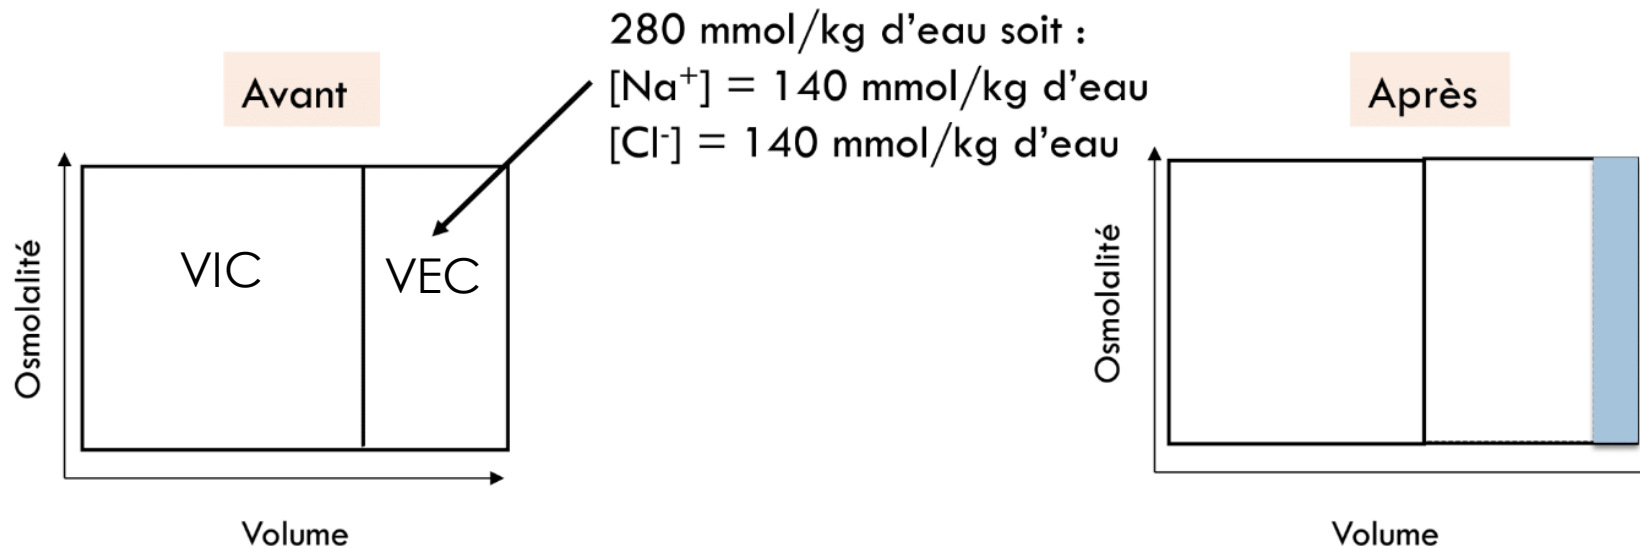 280 mmol/kg d'eau soit :
[Na⁺] = 140 mmol/kg d'eau
[Cl⁻] = 140 mmol/kg d'eau
Avant
Après
Osmolalité
VIC
VEC
Volume
Osmolalité
Volume